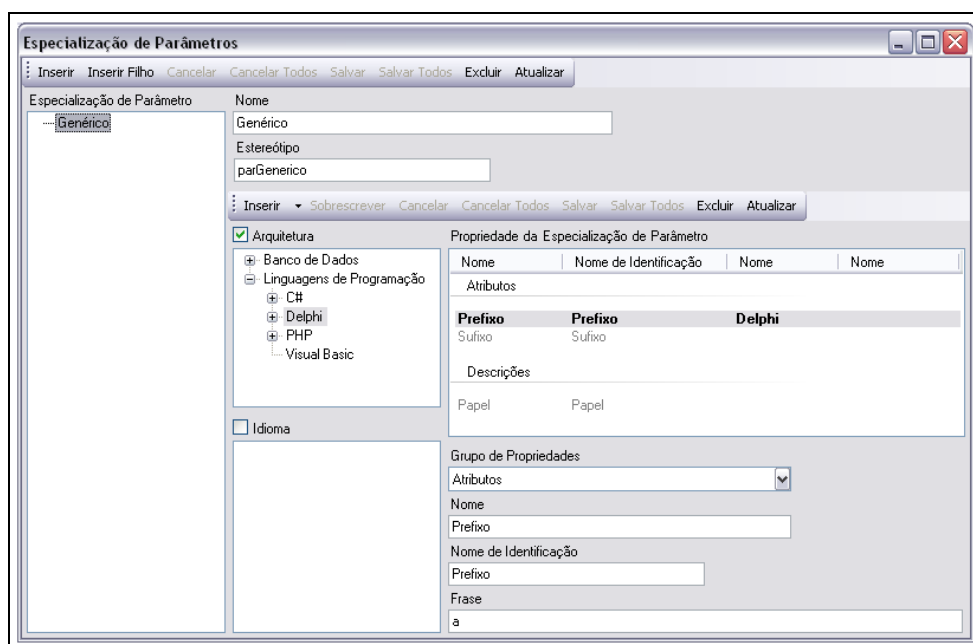 Especialização de Parâmetros
Inserir Inserir Filho Cancelar Cancelar Todos Salvar Salvar Todos Excluir Atualizar
Especialização de Parâmetro
Genérico
Nome
Genérico
Estereótipo
parGenerico
Inserir Sobrescrever Cancelar Cancelar Todos Salvar Salvar Todos Excluir Atualizar
Arquitetura
Banco de Dados
Linguagens de Programação
C#
Delphi
PHP
Visual Basic
Idioma
Propriedade da Especialização de Parâmetro
Nome Nome de Identificação Nome Nome
Atributos
Prefixo Prefixo Delphi
Sufixo Sufixo
Descrições
Papel Papel
Grupo de Propriedades
Atributos
Nome
Prefixo
Nome de Identificação
Prefixo
Frase
a